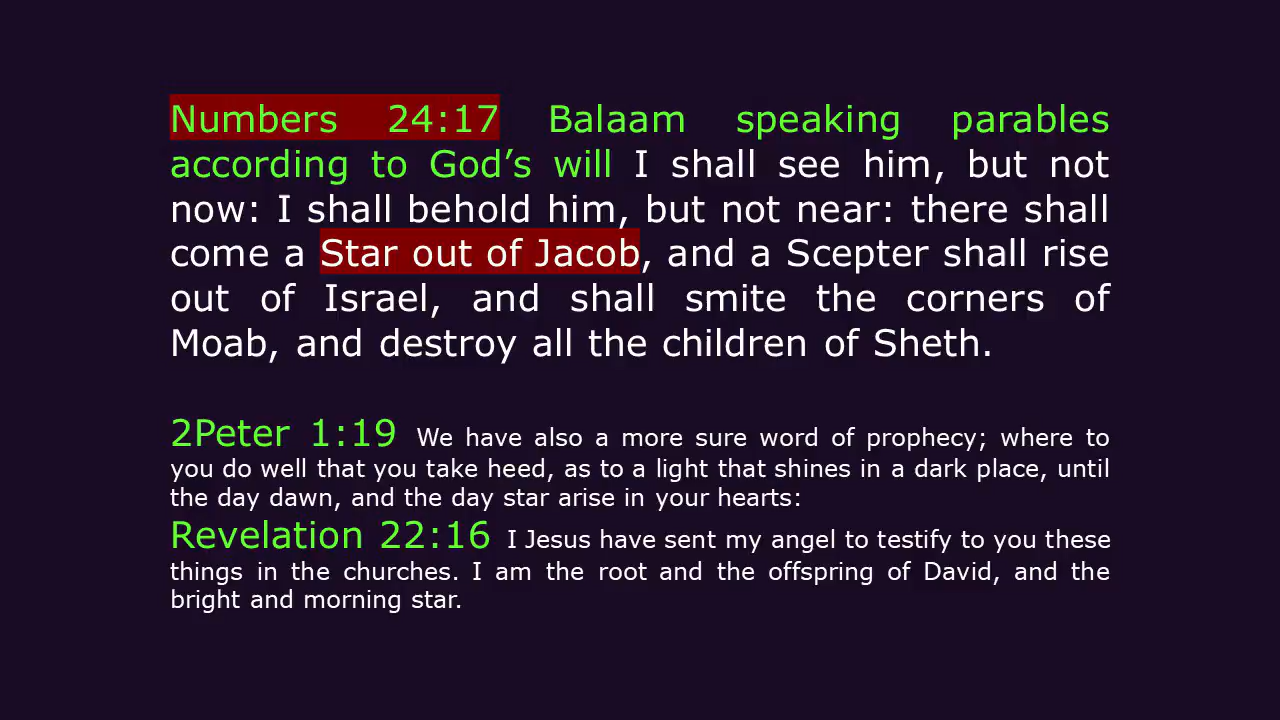 Numbers 24:17 Balaam speaking parables
according to God’s will I shall see him, but not
now: I shall behold him, but not near: there shall
come a Star out of Jacob, and a Scepter shall rise
out of Israel, and shall smite the corners of
Moab, and destroy all the children of Sheth.
2Peter 1:19 We have also a more sure word of prophecy; where to
you do well that you take heed, as to a light that shines in a dark place, until
the day dawn, and the day star arise in your hearts:
Revelation 22:16 I Jesus have sent my angel to testify to you these
things in the churches. I am the root and the offspring of David, and the
bright and morning star.